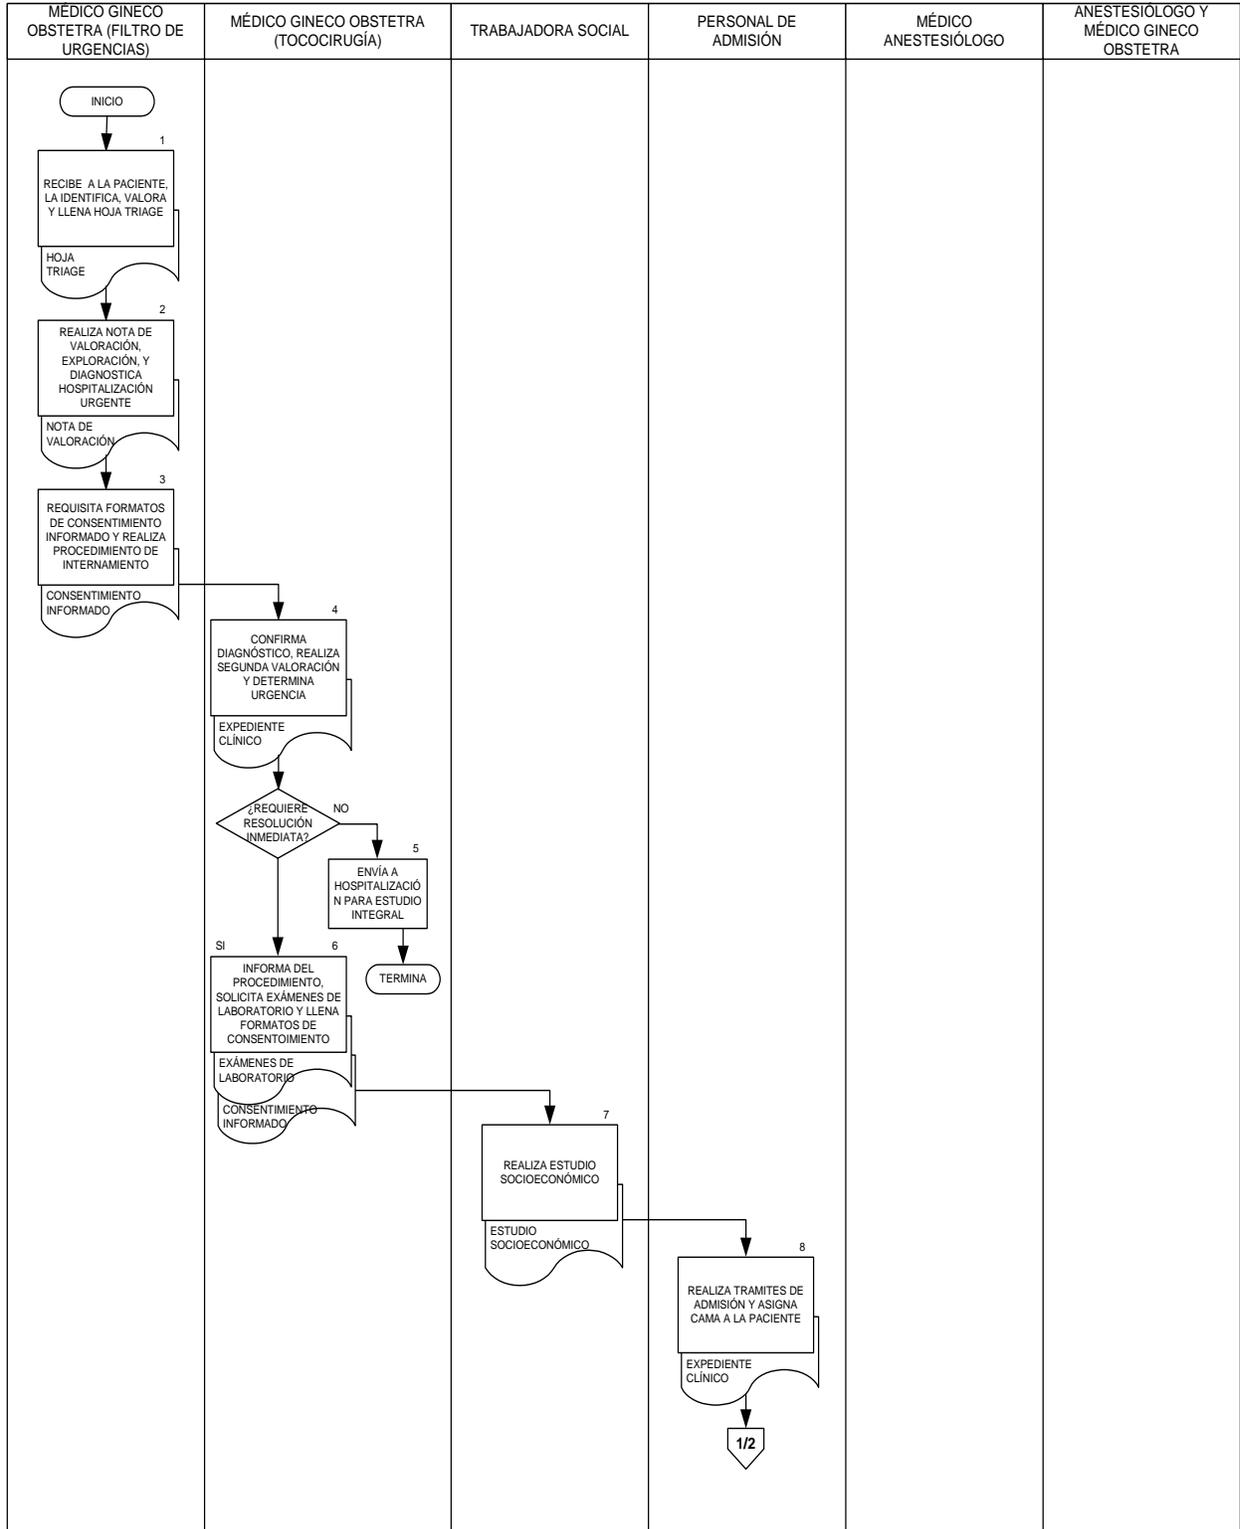 MÉDICO GINECO
OBSTETRA (FILTRO DE
URGENCIAS)
MÉDICO GINECO OBSTETRA
(TOCOCIRUGÍA)
TRABAJADORA SOCIAL
PERSONAL DE
ADMISIÓN
MÉDICO
ANESTESIÓLOGO
ANESTESIÓLOGO Y
MÉDICO GINECO
OBSTETRA
INICIO
1
RECIBE A LA PACIENTE,
LA IDENTIFICA, VALORA
Y LLENA HOJA TRIAGE
HOJA
TRIAGE
2
REALIZA NOTA DE
VALORACIÓN,
EXPLORACIÓN, Y
DIAGNOSTICA
HOSPITALIZACIÓN
URGENTE
NOTA DE
VALORACIÓN
3
REQUISITA FORMATOS
DE CONSENTIMIENTO
INFORMADO Y REALIZA
PROCEDIMIENTO DE
INTERNAMIENTO
CONSENTIMIENTO
INFORMADO
4
CONFIRMA
DIAGNÓSTICO, REALIZA
SEGUNDA VALORACIÓN
Y DETERMINA
URGENCIA
EXPEDIENTE
CLÍNICO
¿REQUIERE
RESOLUCIÓN
INMEDIATA?
NO
5
ENVÍA A
HOSPITALIZACIÓ
N PARA ESTUDIO
INTEGRAL
TERMINA
SI
6
INFORMA DEL
PROCEDIMIENTO,
SOLICITA EXÁMENES DE
LABORATORIO Y LLENA
FORMATOS DE
CONSENTOIMIENTO
EXÁMENES DE
LABORATORIO
CONSENTIMIENTO
INFORMADO
7
REALIZA ESTUDIO
SOCIOECONÓMICO
ESTUDIO
SOCIOECONÓMICO
8
REALIZA TRAMITES DE
ADMISIÓN Y ASIGNA
CAMA A LA PACIENTE
EXPEDIENTE
CLÍNICO
1/2